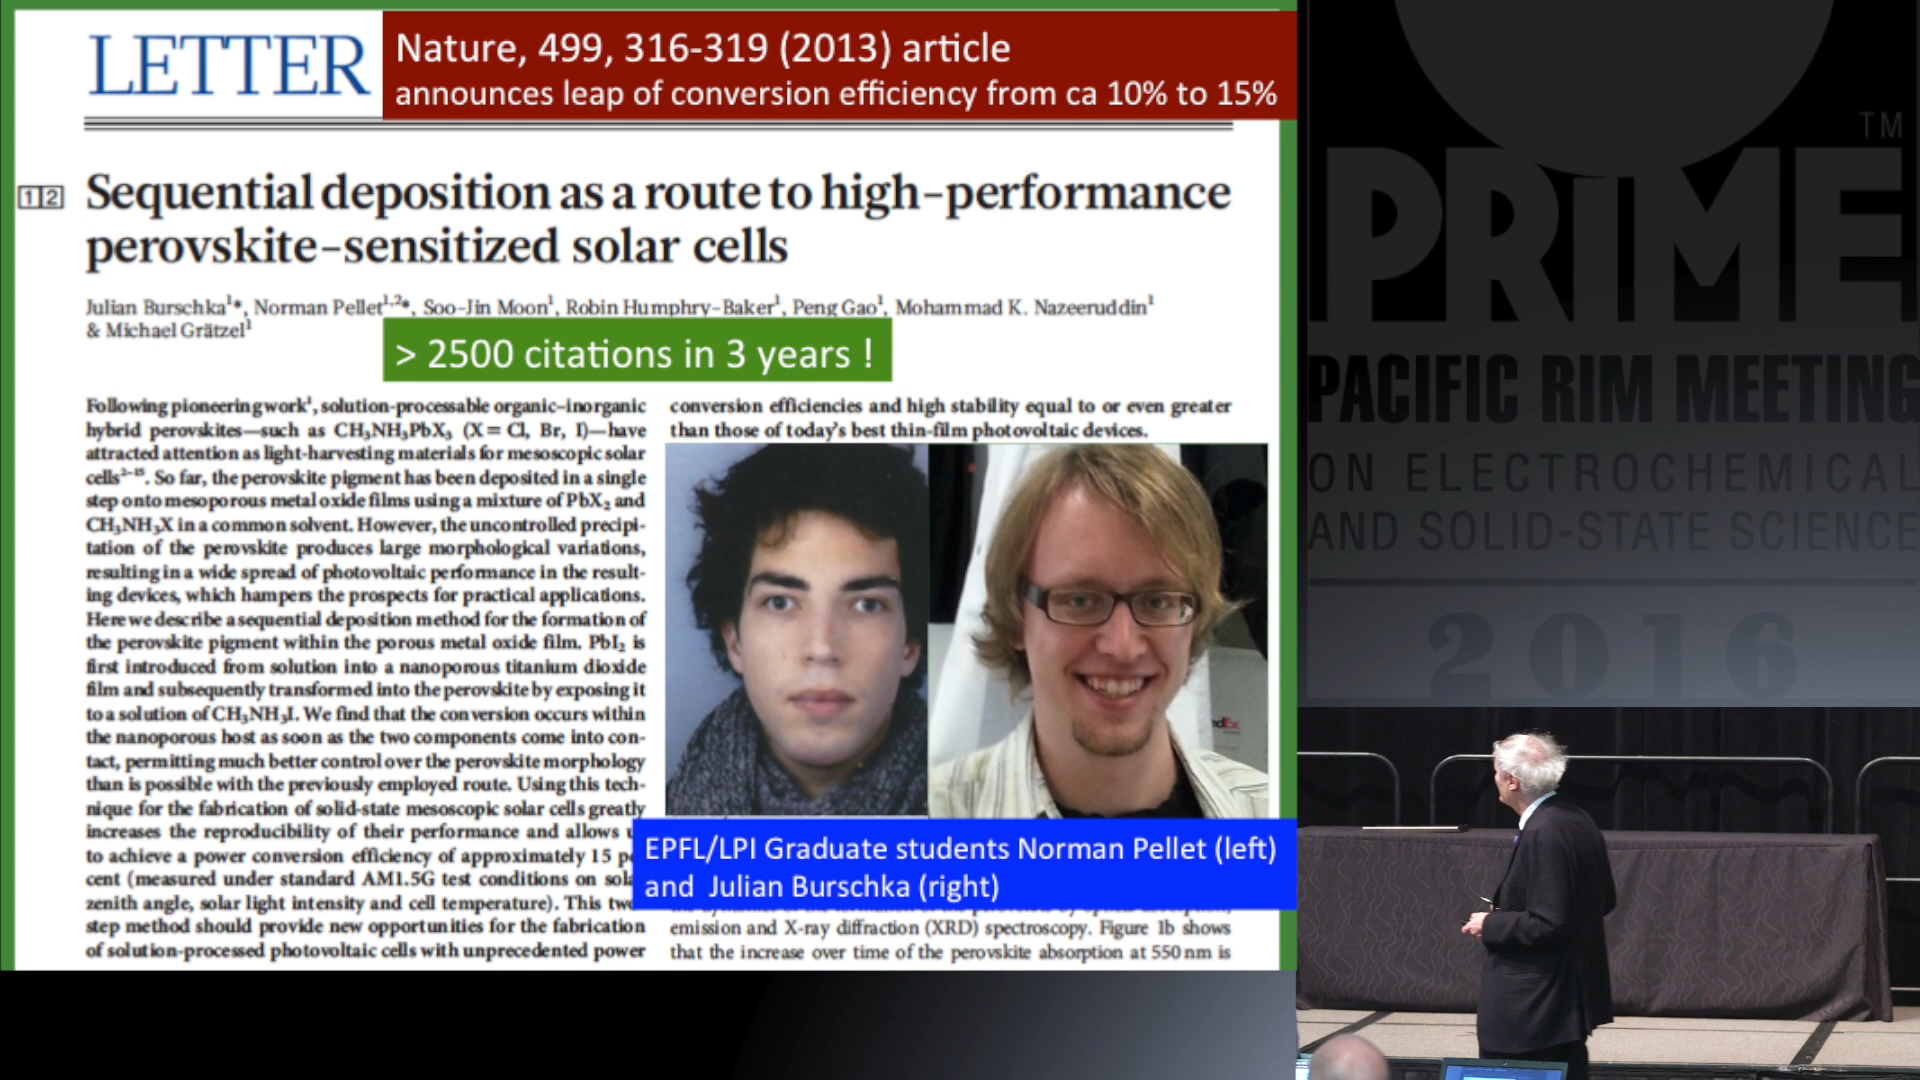 LETTER
Nature, 499, 316-319 (2013) article
announces leap of conversion efficiency from ca 10% to 15%
1 2
Sequential deposition as a route to high-performance
perovskite-sensitized solar cells
Julian Burschka¹*, Norman Pellet¹,²*, Soo-Jin Moon¹, Robin Humphry-Baker¹, Peng Gao¹, Mohammad K. Nazeeruddin¹
& Michael Grätzel¹
> 2500 citations in 3 years !
Following pioneering work¹, solution-processable organic–inorganic
hybrid perovskites—such as CH₃NH₃PbX₃ (X = Cl, Br, I)—have
attracted attention as light-harvesting materials for mesoscopic solar
cells²⁻¹⁵. So far, the perovskite pigment has been deposited in a single
step onto mesoporous metal oxide films using a mixture of PbX₂ and
CH₃NH₃X in a common solvent. However, the uncontrolled precipi-
tation of the perovskite produces large morphological variations,
resulting in a wide spread of photovoltaic performance in the result-
ing devices, which hampers the prospects for practical applications.
Here we describe a sequential deposition method for the formation of
the perovskite pigment within the porous metal oxide film. PbI₂ is
first introduced from solution into a nanoporous titanium dioxide
film and subsequently transformed into the perovskite by exposing it
to a solution of CH₃NH₃I. We find that the conversion occurs within
the nanoporous host as soon as the two components come into con-
tact, permitting much better control over the perovskite morphology
than is possible with the previously employed route. Using this tech-
nique for the fabrication of solid-state mesoscopic solar cells greatly
increases the reproducibility of their performance and allows u
to achieve a power conversion efficiency of approximately 15 pe
cent (measured under standard AM1.5G test conditions on sola
zenith angle, solar light intensity and cell temperature). This two
step method should provide new opportunities for the fabrication
of solution-processed photovoltaic cells with unprecedented power
conversion efficiencies and high stability equal to or even greater
than those of today's best thin-film photovoltaic devices.
EPFL/LPI Graduate students Norman Pellet (left)
and Julian Burschka (right)
emission and X-ray diffraction (XRD) spectroscopy. Figure 1b shows
that the increase over time of the perovskite absorption at 550 nm is
TM
PRiME
PACIFIC RIM MEETING
ON ELECTROCHEMICAL
AND SOLID-STATE SCIENCE
2016